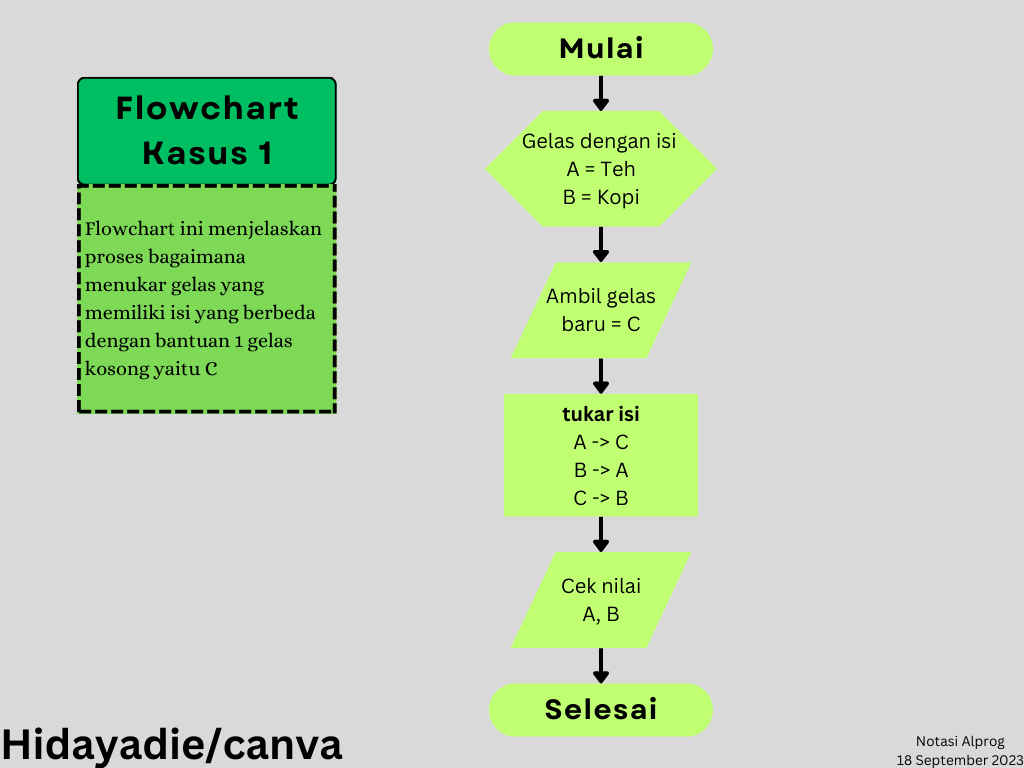 Flowchart
Kasus 1
Flowchart ini menjelaskan
proses bagaimana
menukar gelas yang
memiliki isi yang berbeda
dengan bantuan 1 gelas
kosong yaitu C
Mulai
Gelas dengan isi
A = Teh
B = Kopi
Ambil gelas
baru = C
tukar isi
A -> C
B -> A
C -> B
Cek nilai
A, B
Selesai
Hidayadie/canva
Notasi Alprog
18 September 2023